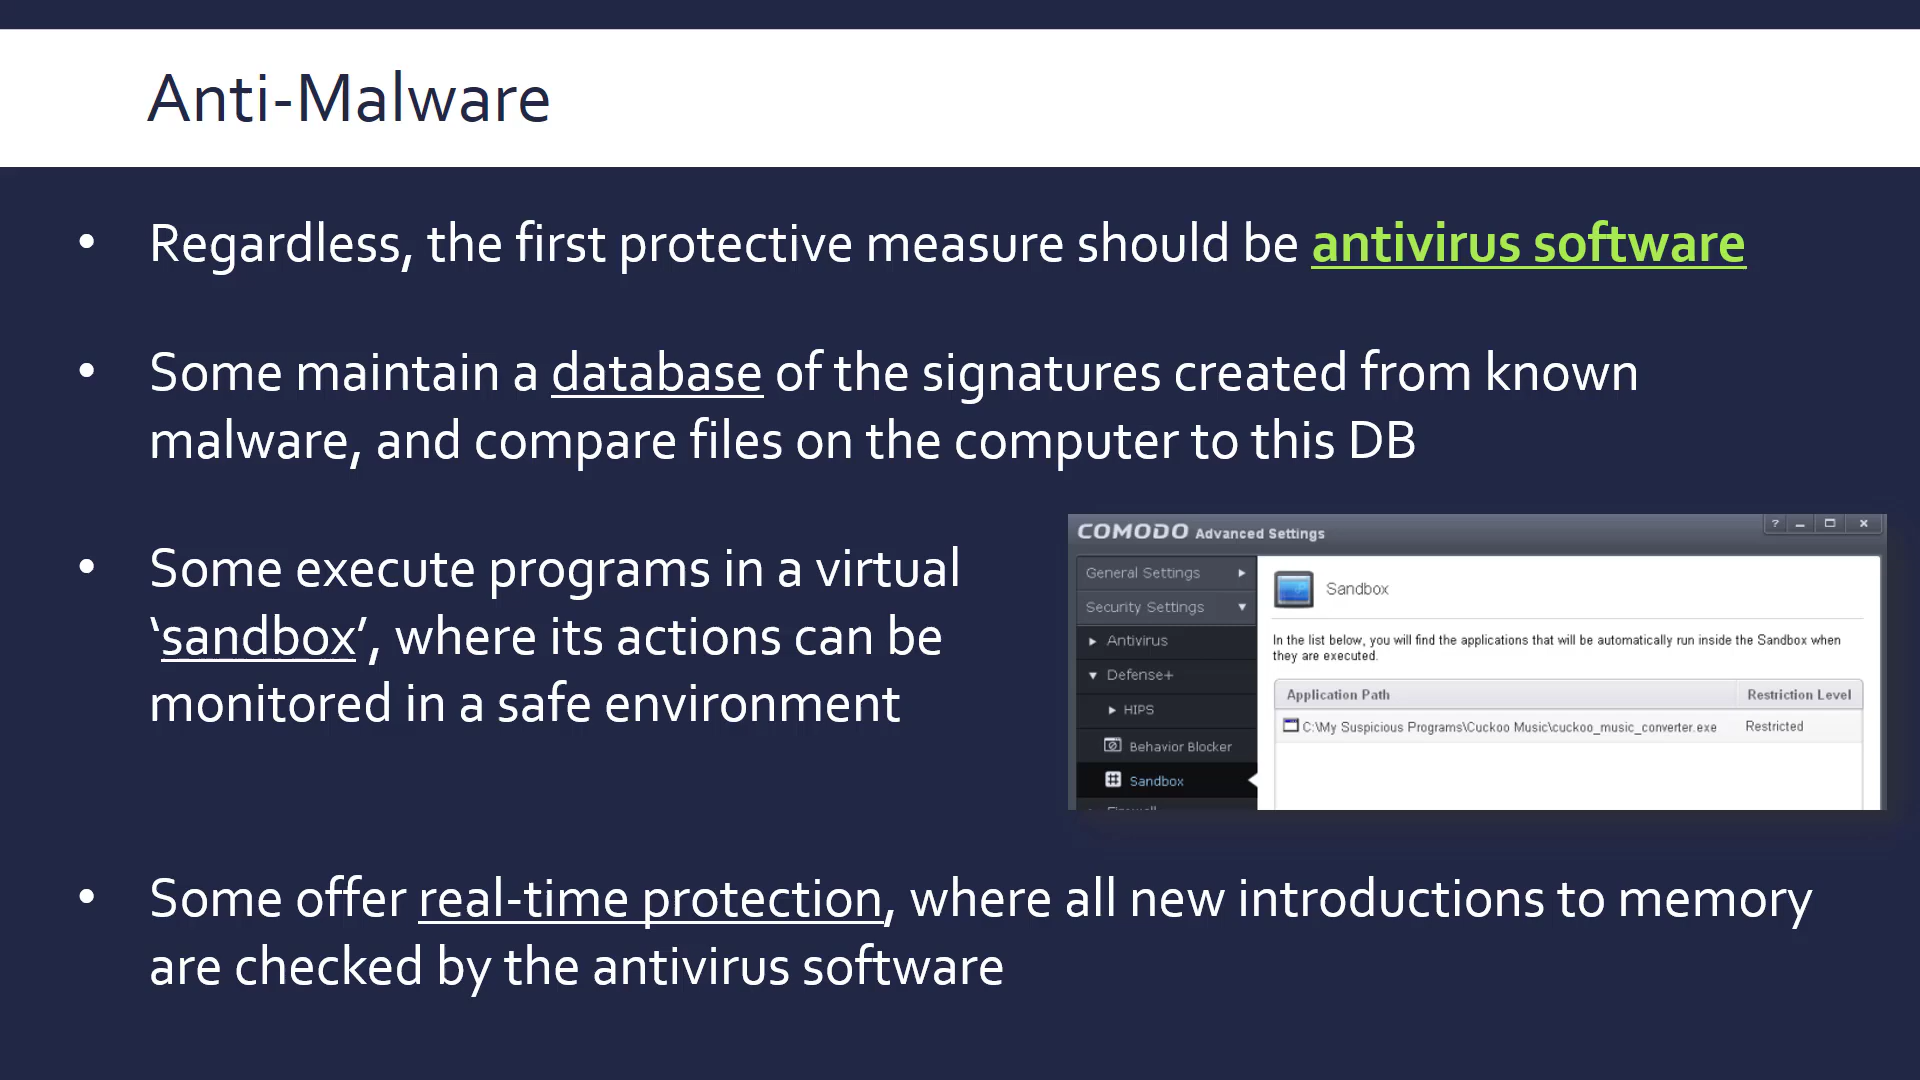 Anti-Malware
• Regardless, the first protective measure should be antivirus software
• Some maintain a database of the signatures created from known
malware, and compare files on the computer to this DB
• Some execute programs in a virtual
‘sandbox’, where its actions can be
monitored in a safe environment
COMODO Advanced Settings
General Settings
Security Settings
Antivirus
Defense+
HIPS
Behavior Blocker
Sandbox
Sandbox
In the list below, you will find the applications that will be automatically run inside the Sandbox when
they are executed.
Application Path Restriction Level
C:\My Suspicious Programs\Cuckoo Music\cuckoo_music_converter.exe Restricted
• Some offer real-time protection, where all new introductions to memory
are checked by the antivirus software